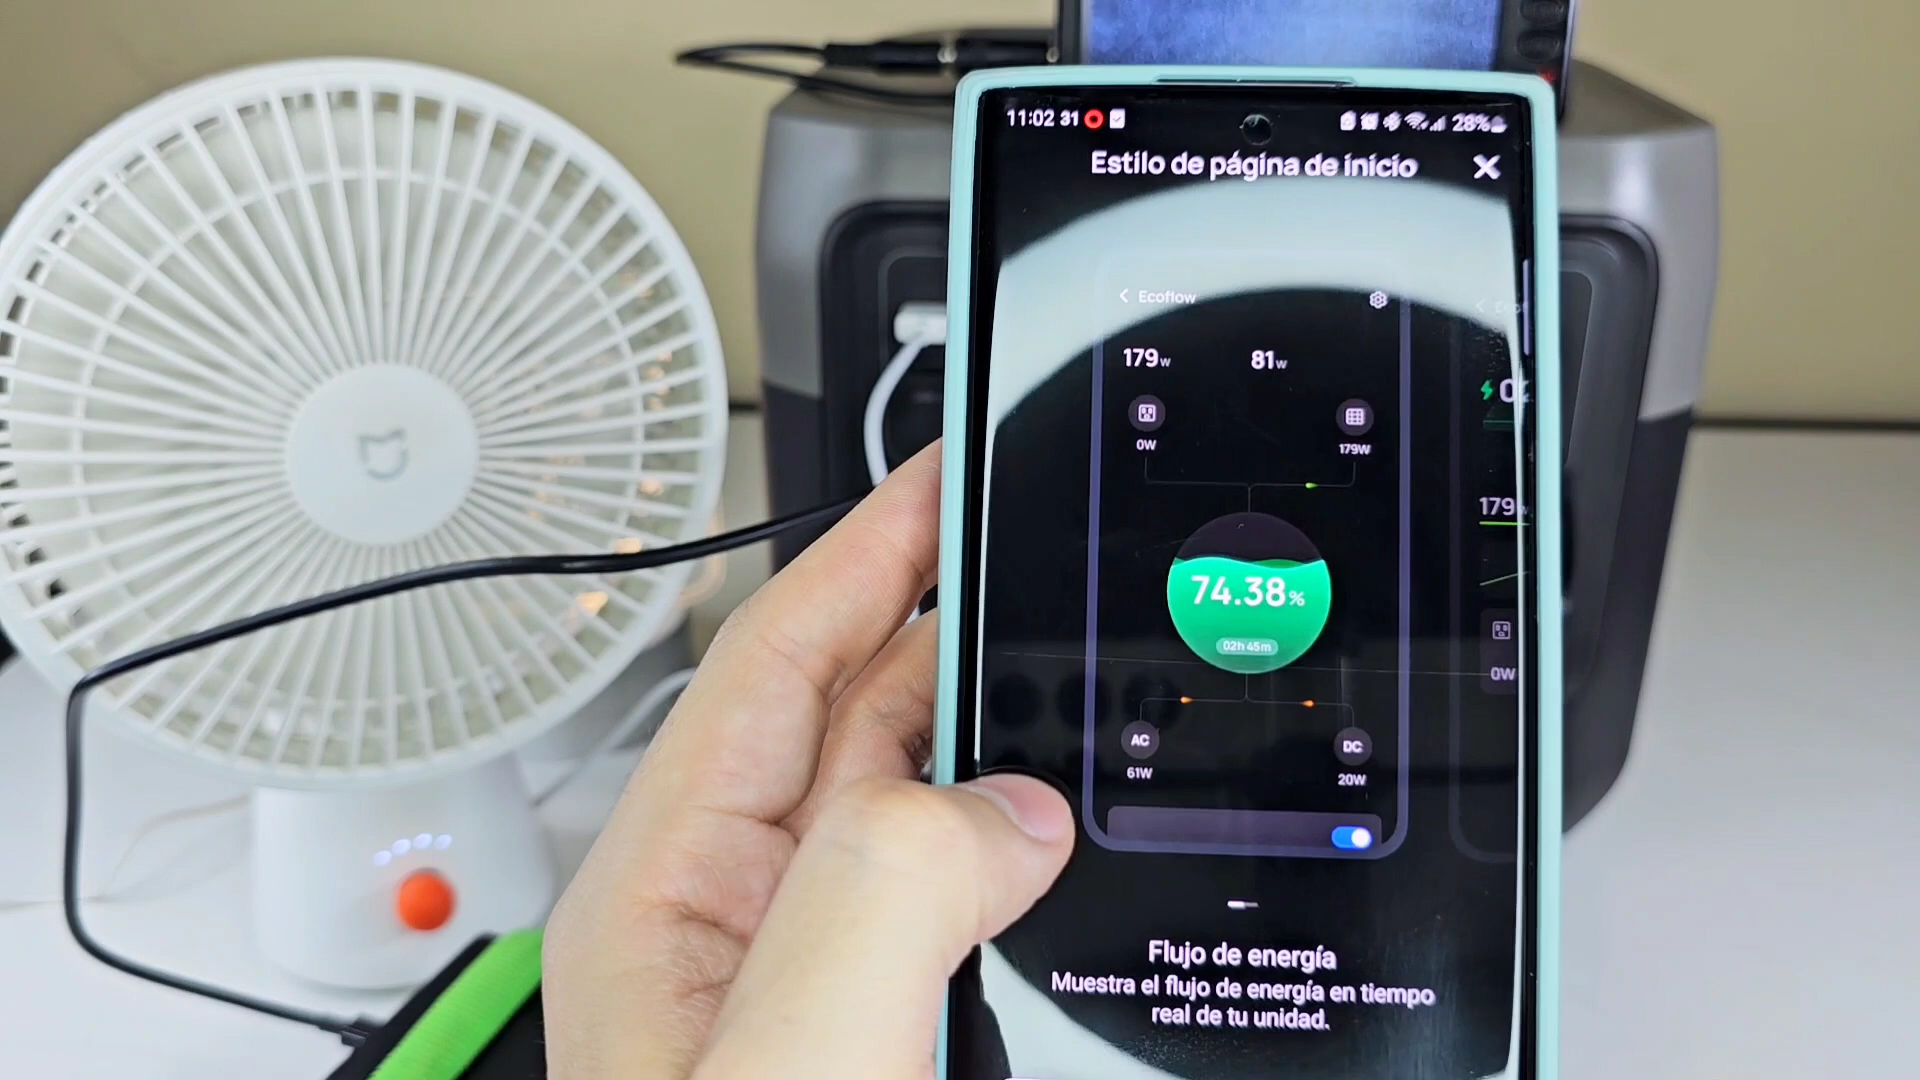 11:02 31
28%
Estilo de página de inicio
Ecoflow
179w
81w
0W
179W
74.38%
02h 45m
AC
DC
61W
20W
179
0W
Flujo de energía
Muestra el flujo de energía en tiempo
real de tu unidad.